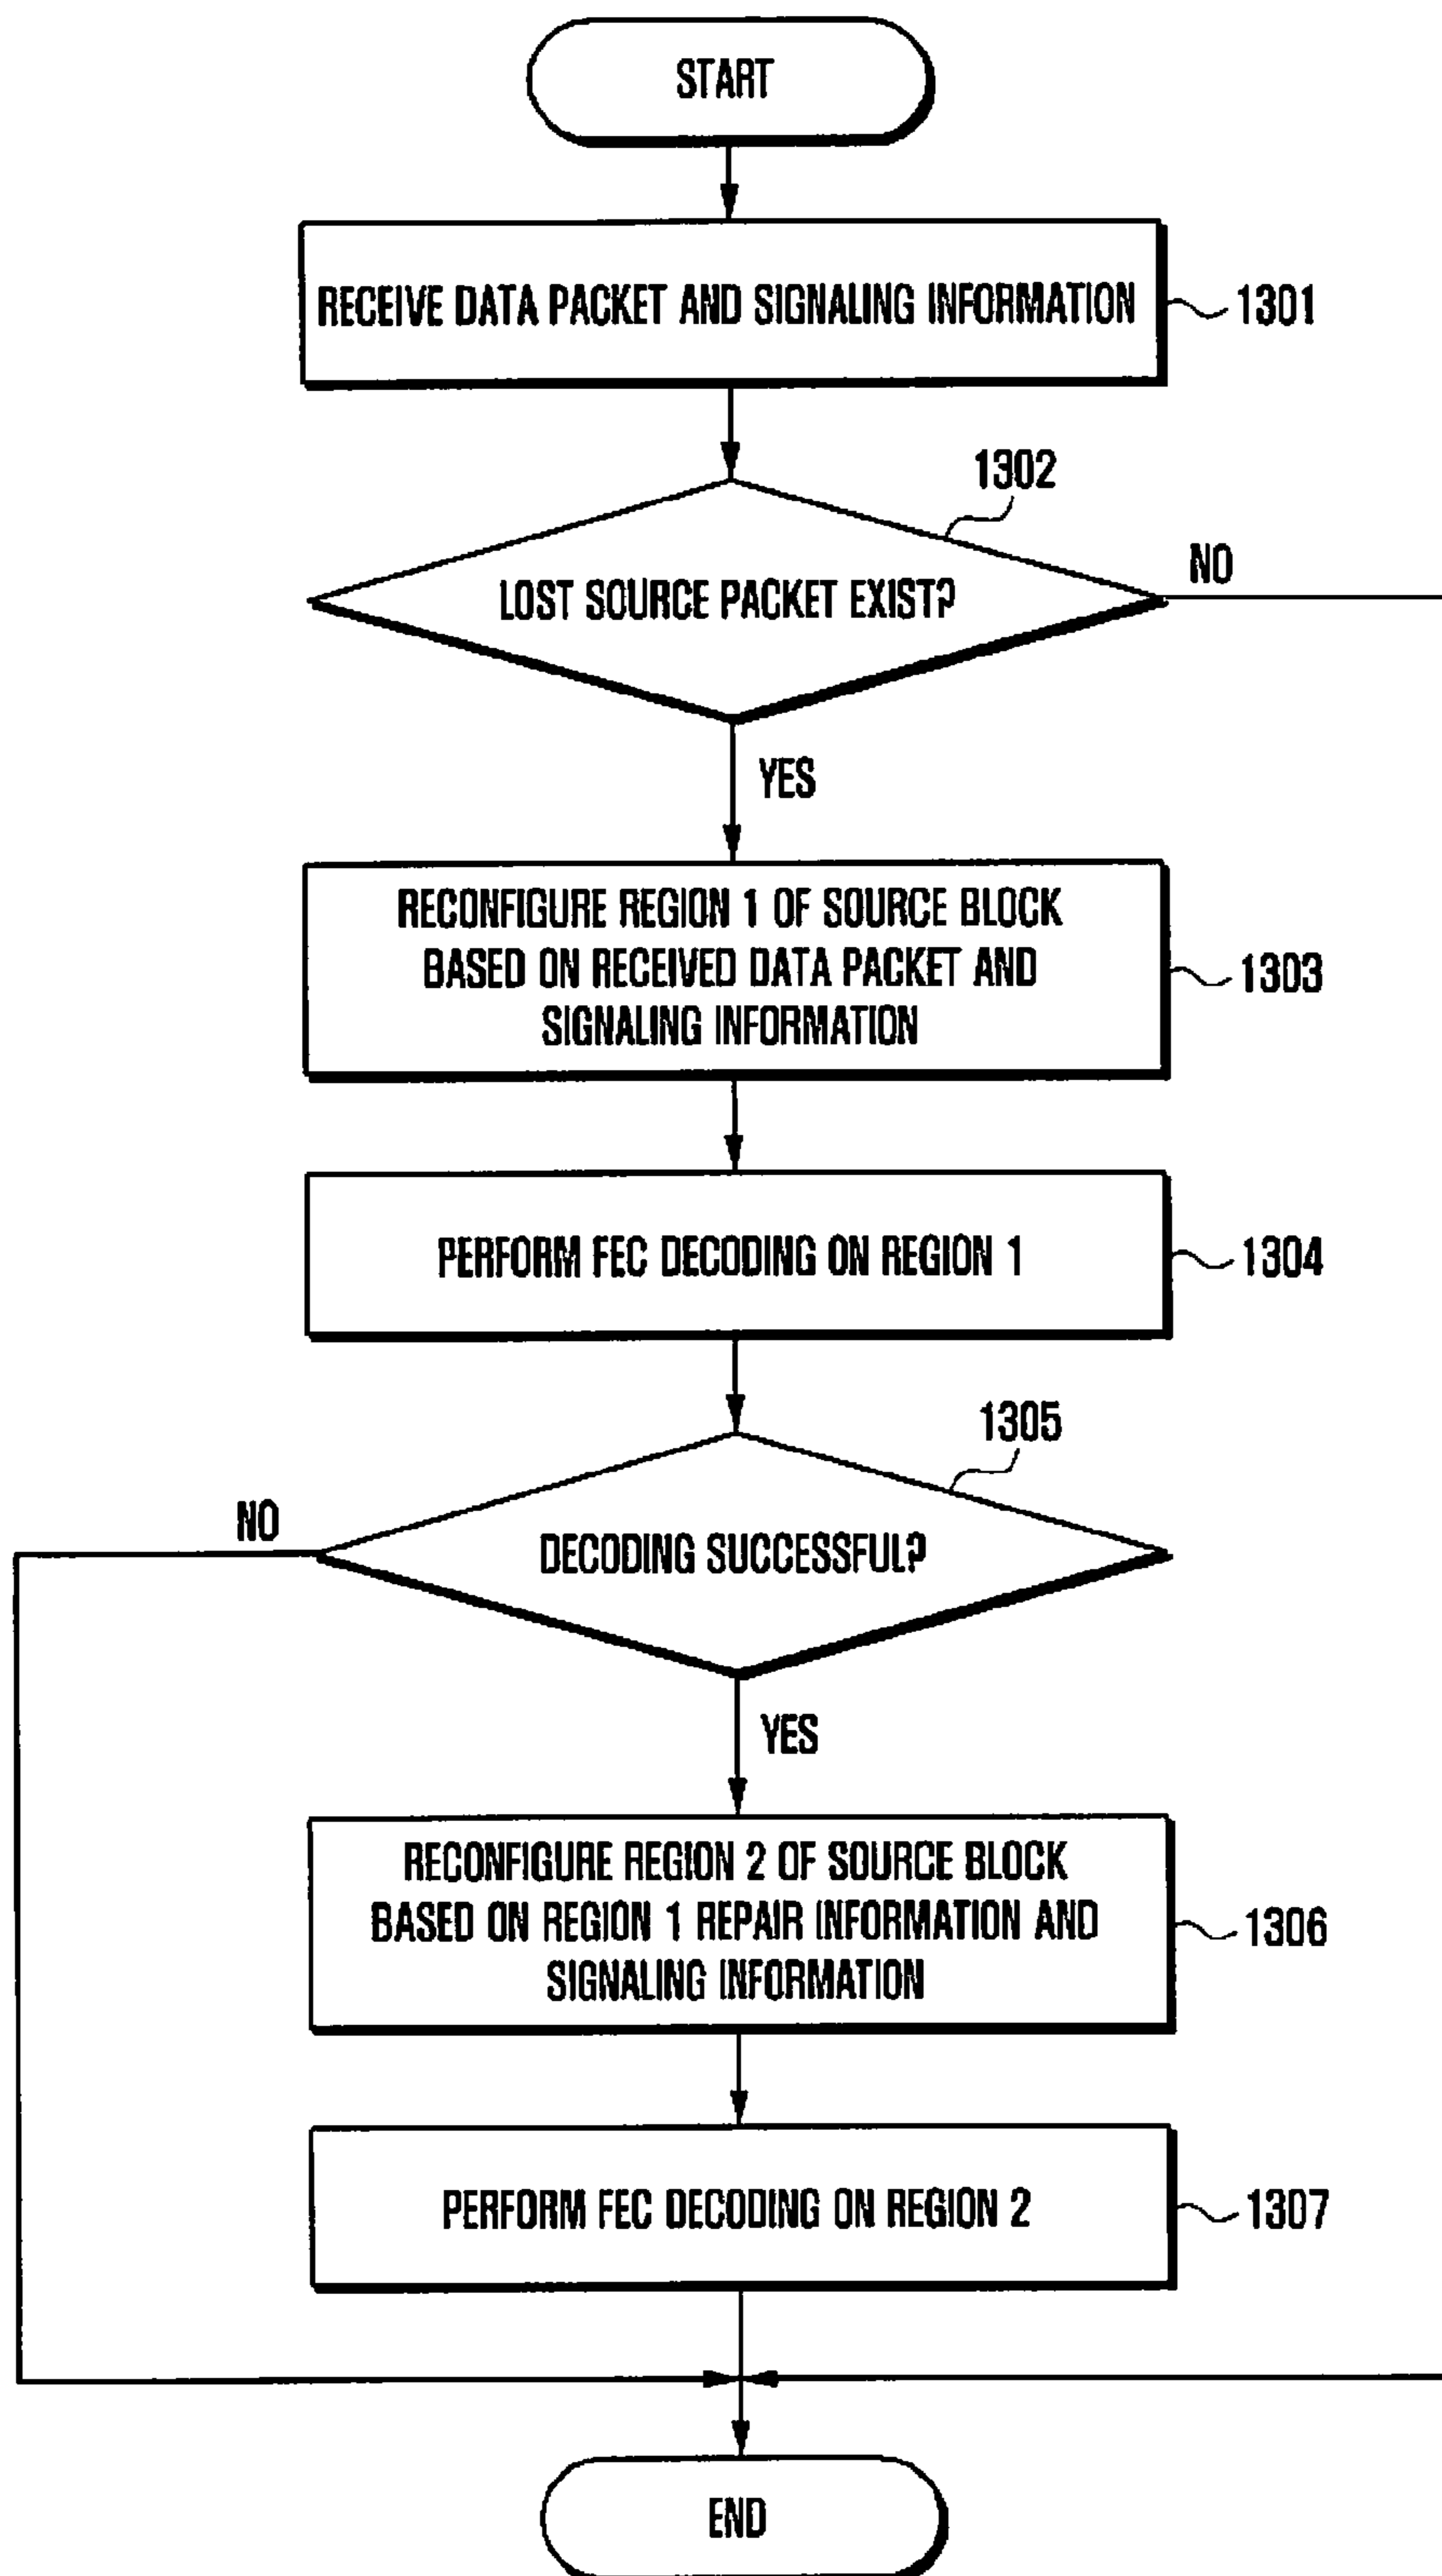 START
RECEIVE DATA PACKET AND SIGNALING INFORMATION
1301
1302
LOST SOURCE PACKET EXIST?
NO
YES
RECONFIGURE REGION 1 OF SOURCE BLOCK
BASED ON RECEIVED DATA PACKET AND
SIGNALING INFORMATION
1303
PERFORM FEC DECODING ON REGION 1
1304
1305
NO
DECODING SUCCESSFUL?
YES
RECONFIGURE REGION 2 OF SOURCE BLOCK
BASED ON REGION 1 REPAIR INFORMATION AND
SIGNALING INFORMATION
1306
PERFORM FEC DECODING ON REGION 2
1307
END